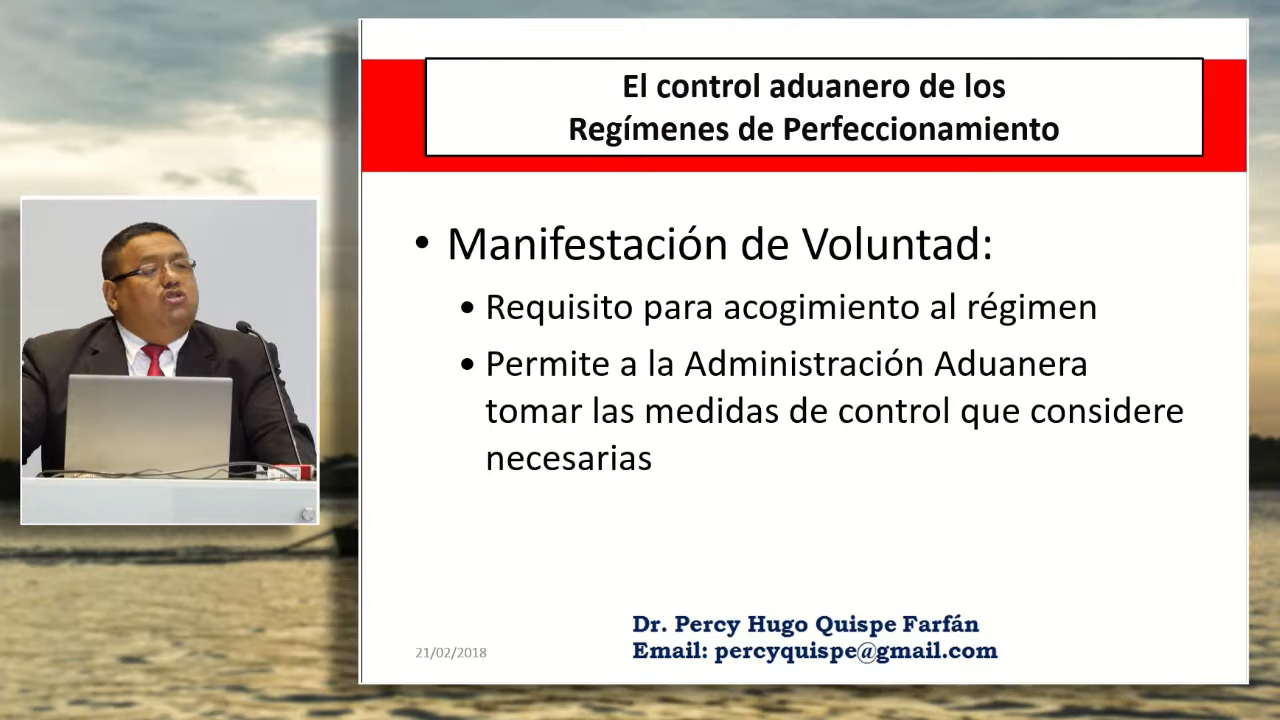 El control aduanero de los
Regímenes de Perfeccionamiento
• Manifestación de Voluntad:
• Requisito para acogimiento al régimen
• Permite a la Administración Aduanera
tomar las medidas de control que considere
necesarias
Dr. Percy Hugo Quispe Farfán
21/02/2018 Email: percyquispe@gmail.com